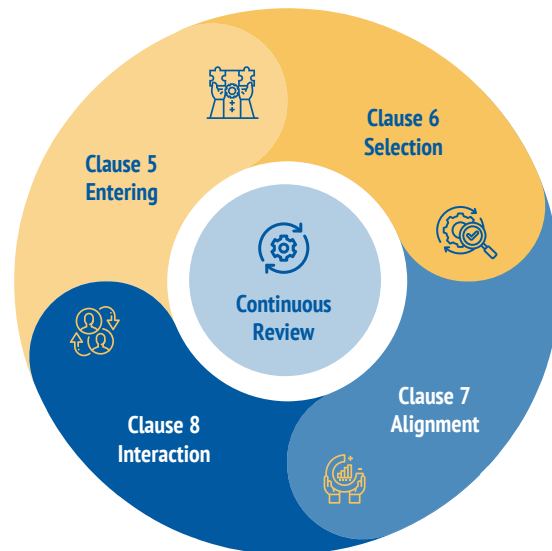 Clause 5
Entering
Clause 6
Selection
Continuous
Review
Clause 7
Alignment
Clause 8
Interaction